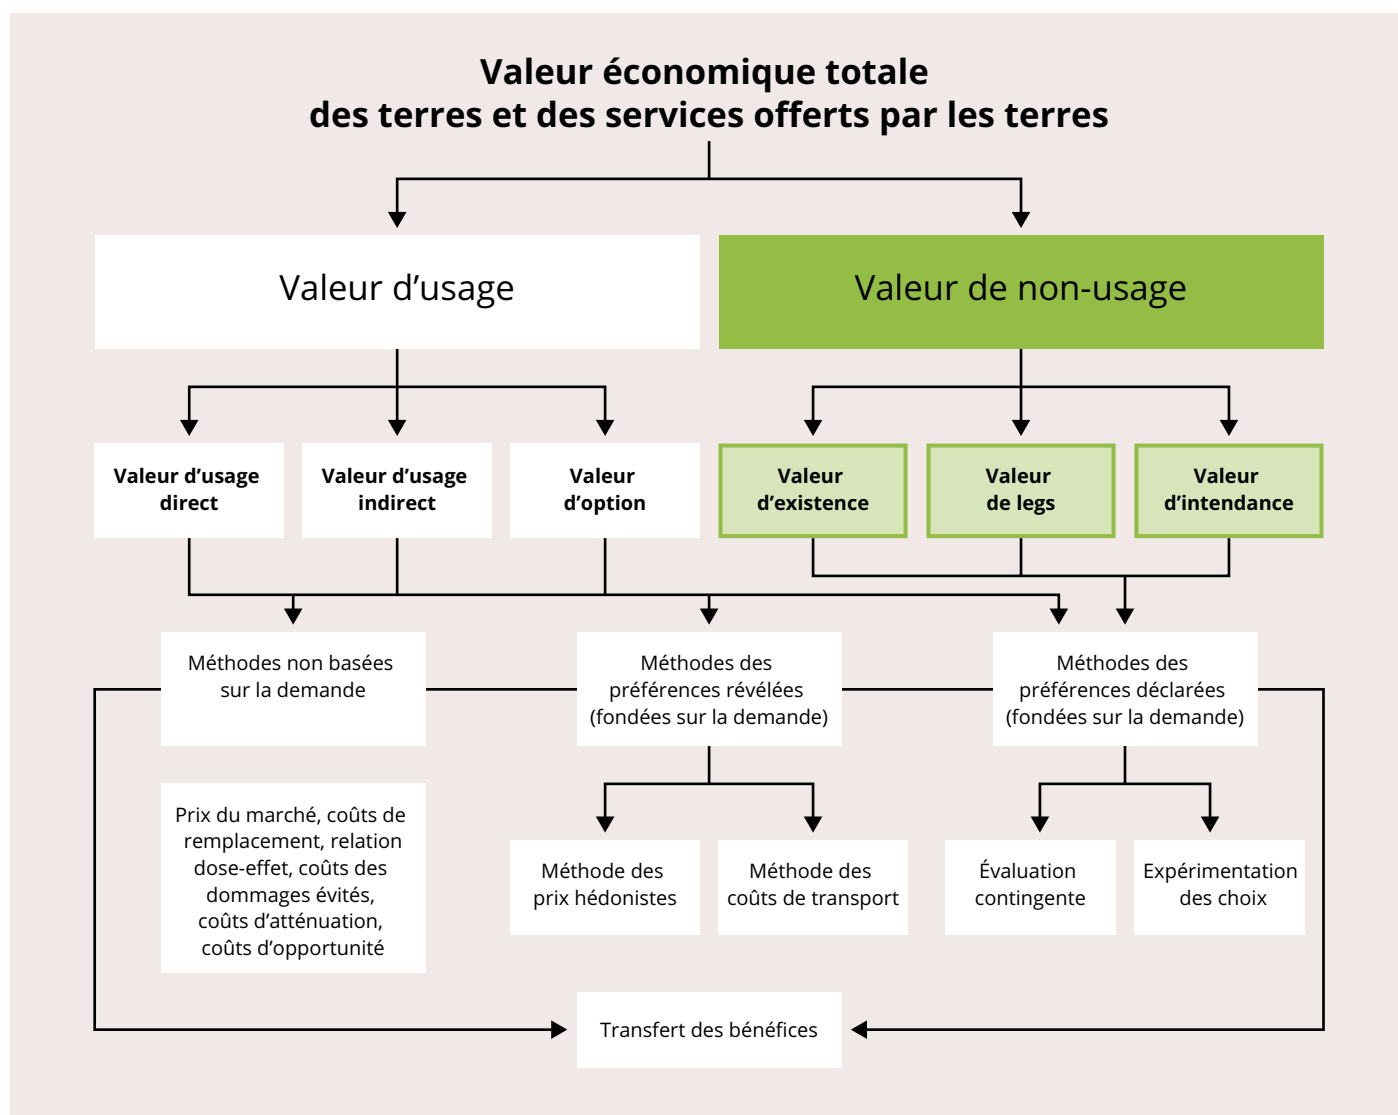 Valeur économique totale
des terres et des services offerts par les terres
Valeur d’usage
Valeur de non-usage
Valeur d’usage
direct
Valeur d’usage
indirect
Valeur
d’option
Valeur
d’existence
Valeur
de legs
Valeur
d’intendance
Méthodes non basées
sur la demande
Méthodes des
préférences révélées
(fondées sur la demande)
Méthodes des
préférences déclarées
(fondées sur la demande)
Prix du marché, coûts de
remplacement, relation
dose-effet, coûts des
dommages évités,
coûts d’atténuation,
coûts d’opportunité
Méthode des
prix hédonistes
Méthode des
coûts de transport
Évaluation
contingente
Expérimentation
des choix
Transfert des bénéfices